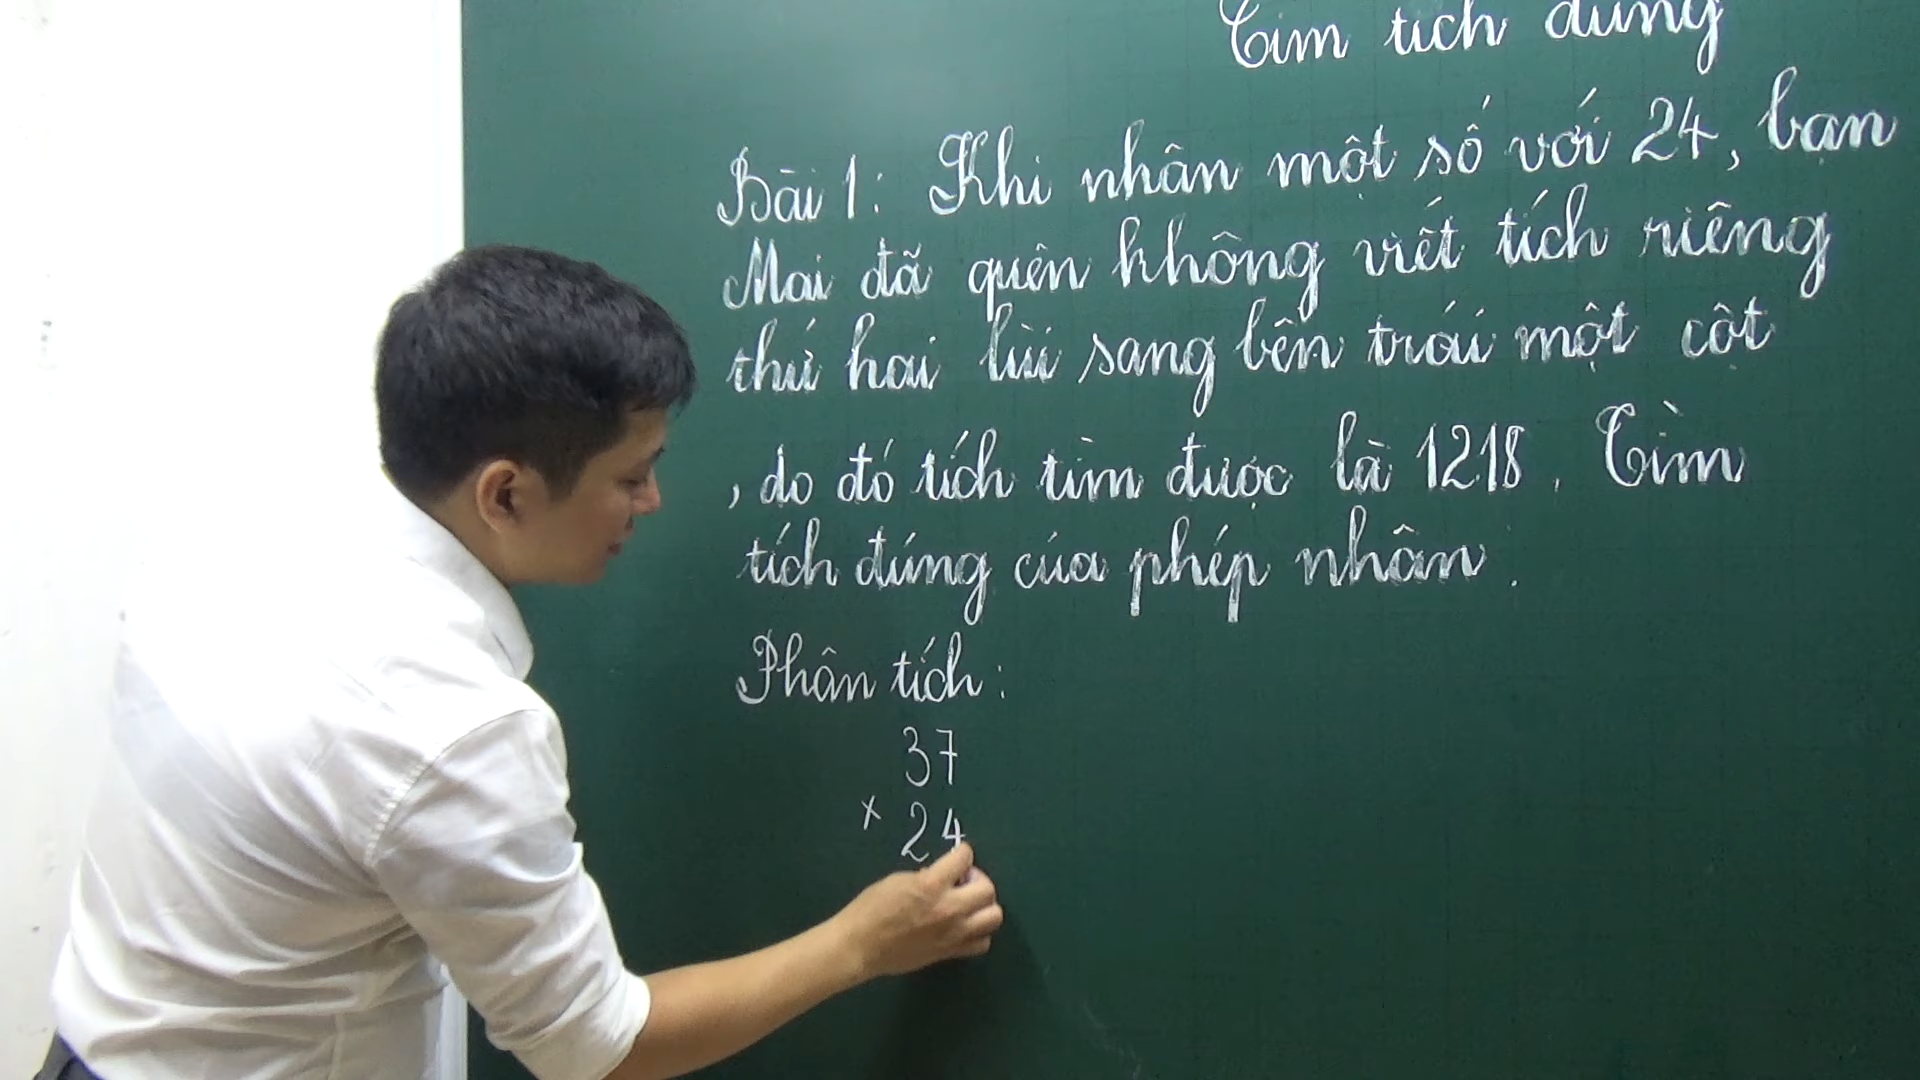 Tìm tích đúng
Bài 1: Khi nhân một số với 24, bạn
Mai đã quên không viết tích riêng
thứ hai lùi sang bên trái một cột
, do đó tích tìm được là 1218. Tìm
tích đúng của phép nhân.
Phân tích:
37
× 24